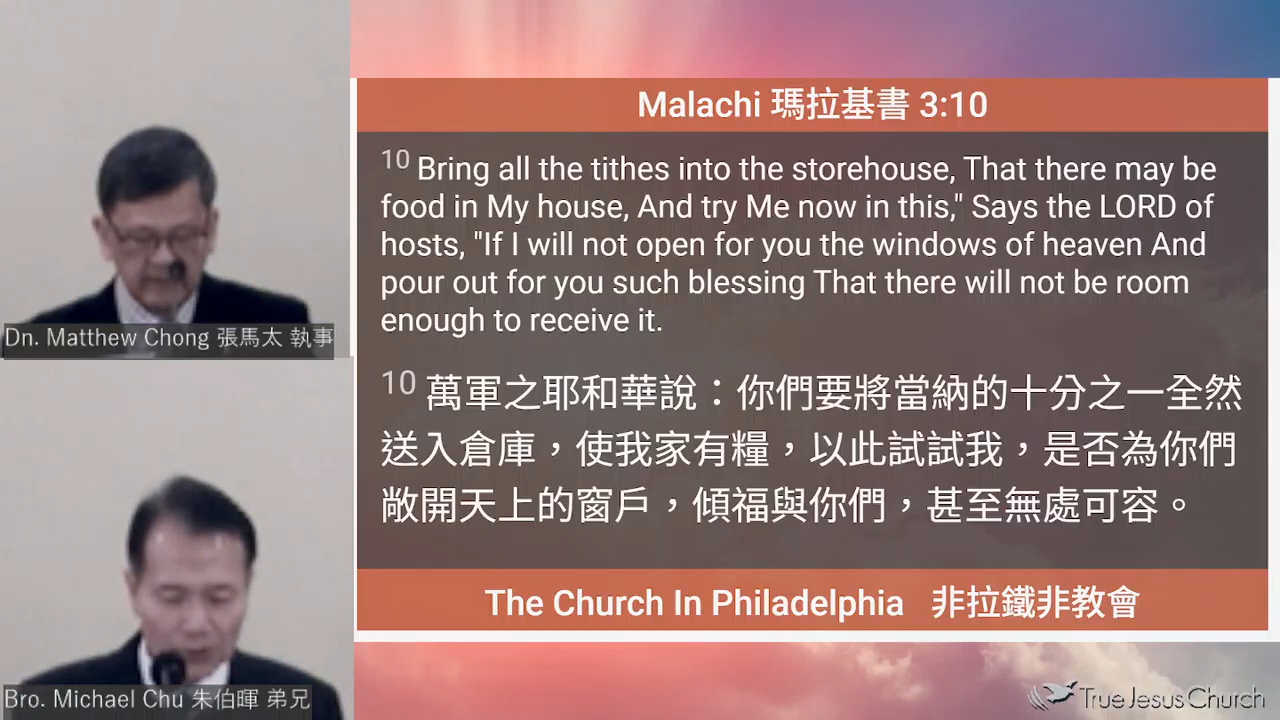 Malachi 瑪拉基書 3:10
10 Bring all the tithes into the storehouse, That there may be
food in My house, And try Me now in this," Says the LORD of
hosts, "If I will not open for you the windows of heaven And
pour out for you such blessing That there will not be room
enough to receive it.
10 萬軍之耶和華說：你們要將當納的十分之一全然
送入倉庫，使我家有糧，以此試試我，是否為你們
敞開天上的窗戶，傾福與你們，甚至無處可容。
The Church In Philadelphia 非拉鐵非教會
Dn. Matthew Chong 張馬太 執事
Bro. Michael Chu 朱伯暉 弟兄
True Jesus Church